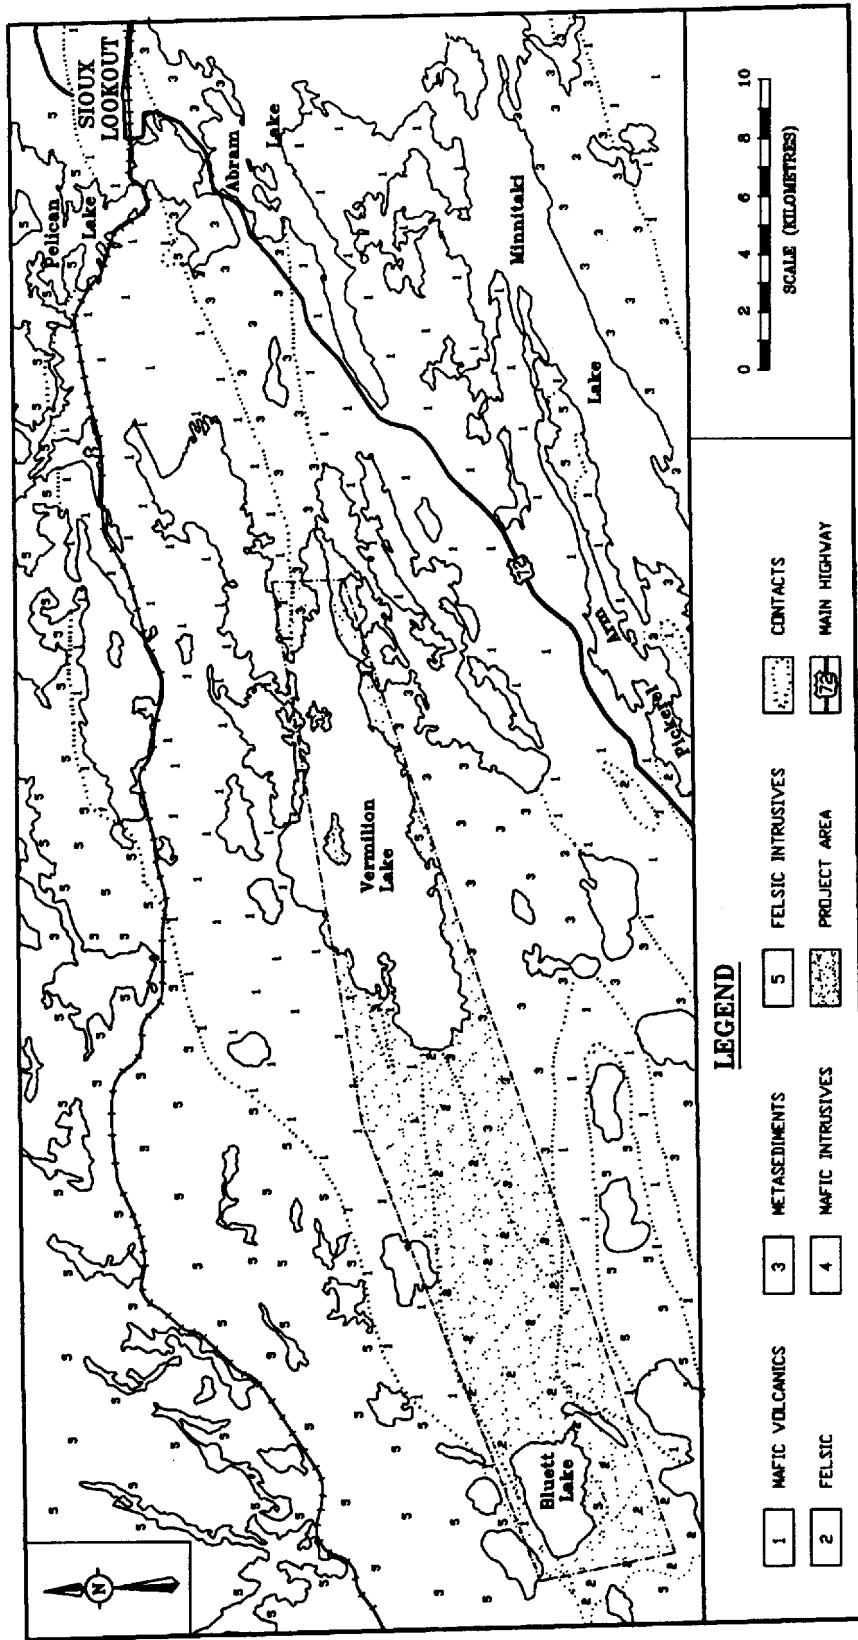 SIOUX
LOOKOUT
Pelican
Lake
Abram
Lake
Minnitaki
Lake
Pickerel
Arm
72
Vermilion
Lake
Bluett
Lake
N
LEGEND
1 MAFIC VOLCANICS
2 FELSIC
3 METASEDIMENTS
4 MAFIC INTRUSIVES
5 FELSIC INTRUSIVES
PROJECT AREA
CONTACTS
72 MAIN HIGHWAY
0 2 4 6 8 10
SCALE (KILOMETRES)